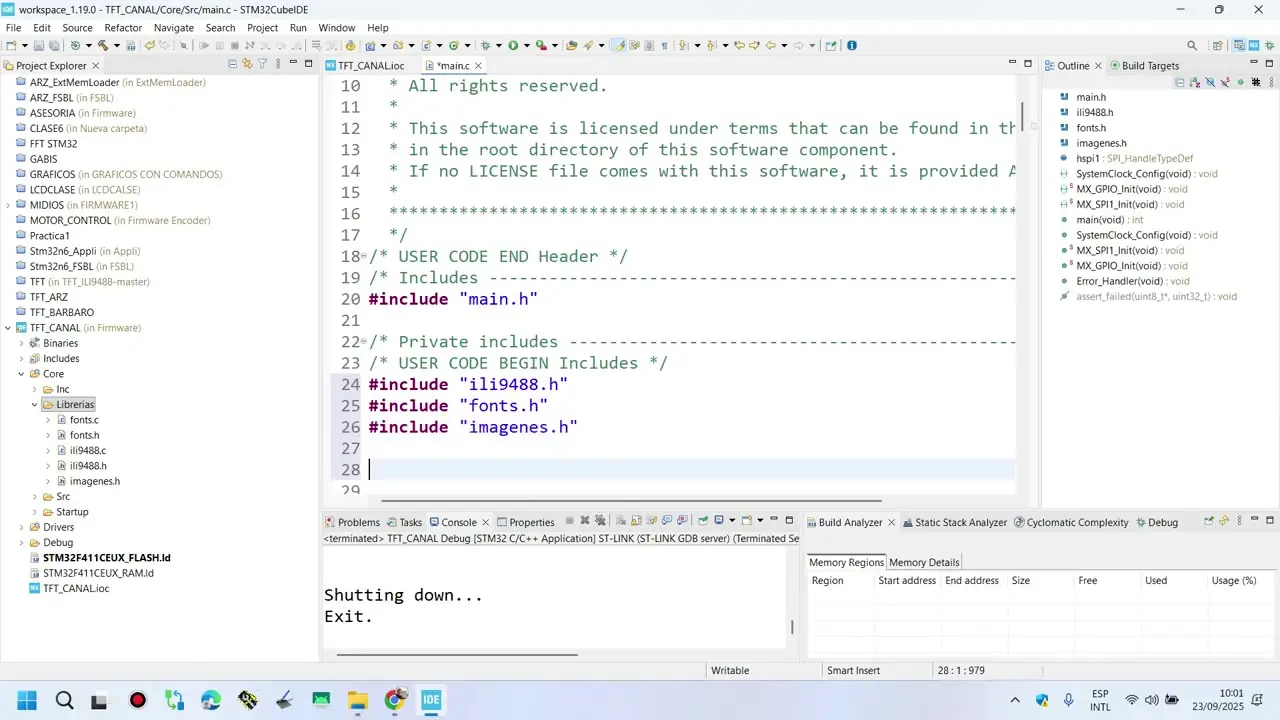 workspace_1.19.0 - TFT_CANAL/Core/Src/main.c - STM32CubeIDE
File Edit Source Refactor Navigate Search Project Run Window Help
Project Explorer
ARZ_ExtMemLoader (in ExtMemLoader)
ARZ_FSBL (in FSBL)
ASESORIA (in Firmware)
CLASE6 (in Nueva carpeta)
FFT STM32
GABIS
GRAFICOS (in GRAFICOS CON COMANDOS)
LCDCLASE (in LCDCALSE)
MIDIOS (in FIRMWARE1)
MOTOR_CONTROL (in Firmware Encoder)
Practica1
Stm32n6_Appli (in Appli)
Stm32n6_FSBL (in FSBL)
TFT (in TFT_ILI9488-master)
TFT_ARZ
TFT_BARBARO
TFT_CANAL (in Firmware)
Binaries
Includes
Core
Inc
Librerias
fonts.c
fonts.h
ili9488.c
ili9488.h
imagenes.h
Src
Startup
Drivers
Debug
STM32F411CEUX_FLASH.ld
STM32F411CEUX_RAM.ld
TFT_CANAL.ioc
TFT_CANAL.ioc *main.c
10 * All rights reserved.
11 *
12 * This software is licensed under terms that can be found in th
13 * in the root directory of this software component.
14 * If no LICENSE file comes with this software, it is provided A
15 *
16 ***************************************************************
17 */
18 /* USER CODE END Header */
19 /* Includes -----------------------------------------------------
20 #include "main.h"
21
22 /* Private includes ---------------------------------------------
23 /* USER CODE BEGIN Includes */
24 #include "ili9488.h"
25 #include "fonts.h"
26 #include "imagenes.h"
27
28
29
Outline Build Targets
main.h
ili9488.h
fonts.h
imagenes.h
hspi1 : SPI_HandleTypeDef
SystemClock_Config(void) : void
MX_GPIO_Init(void) : void
MX_SPI1_Init(void) : void
main(void) : int
SystemClock_Config(void) : void
MX_SPI1_Init(void) : void
MX_GPIO_Init(void) : void
Error_Handler(void) : void
assert_failed(uint8_t*, uint32_t) : void
Problems Tasks Console Properties
<terminated> TFT_CANAL Debug [STM32 C/C++ Application] ST-LINK (ST-LINK GDB server) (Terminated Se
Shutting down...
Exit.
Build Analyzer Static Stack Analyzer Cyclomatic Complexity Debug
Memory Regions Memory Details
Region Start address End address Size Free Used Usage (%)
Writable Smart Insert 28 : 1 : 979
IDE
ESP
INTL
10:01
23/09/2025